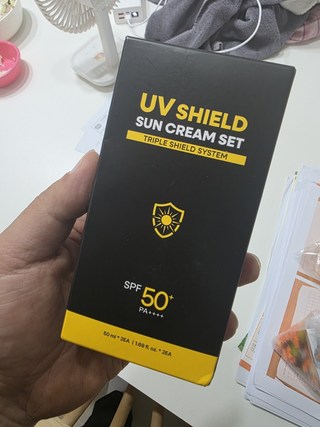 UV SHIELD
SUN CREAM SET
TRIPLE SHIELD SYSTEM
SPF 50+
PA++++
50 ml * 2EA | 1.69 fl. oz. * 2EA